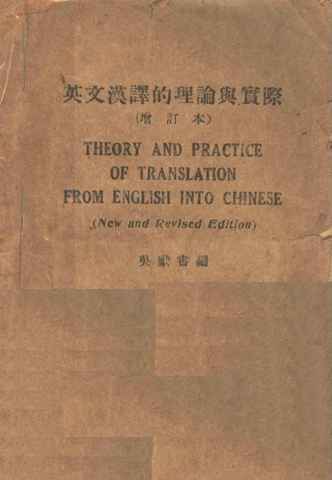 英文漢譯的理論與實際
(增訂本)
THEORY AND PRACTICE
OF TRANSLATION
FROM ENGLISH INTO CHINESE
(New and Revised Edition)
吳獻書編